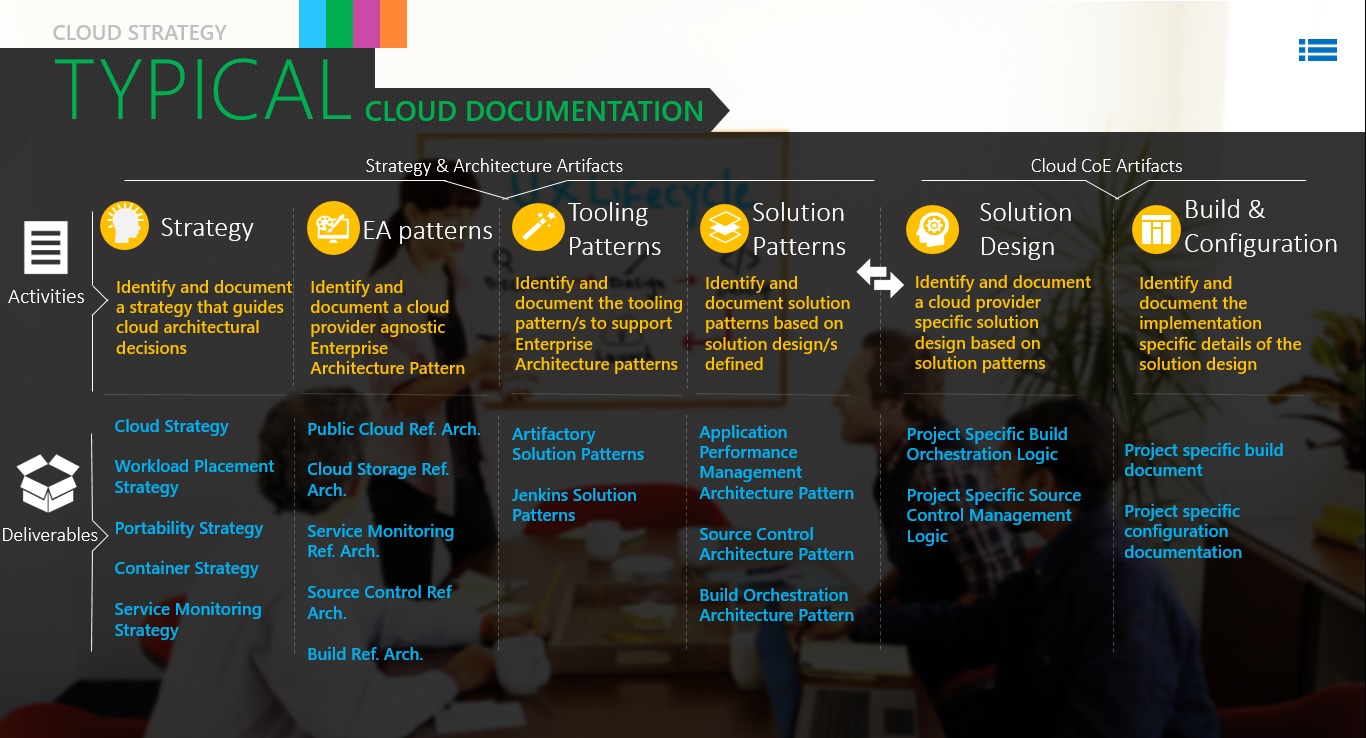 CLOUD STRATEGY
TYPICAL CLOUD DOCUMENTATION
Strategy & Architecture Artifacts
Cloud CoE Artifacts
Activities
Strategy
Identify and document
a strategy that guides
cloud architectural
decisions
EA patterns
Identify and
document a cloud
provider agnostic
Enterprise
Architecture Pattern
Tooling
Patterns
Identify and
document the tooling
pattern/s to support
Enterprise
Architecture patterns
Solution
Patterns
Identify and
document solution
patterns based on
solution design/s
defined
Solution
Design
Identify and document
a cloud provider
specific solution
design based on
solution patterns
Build &
Configuration
Identify and
document the
implementation
specific details of the
solution design
Deliverables
Cloud Strategy
Workload Placement
Strategy
Portability Strategy
Container Strategy
Service Monitoring
Strategy
Public Cloud Ref. Arch.
Cloud Storage Ref.
Arch.
Service Monitoring
Ref. Arch.
Source Control Ref
Arch.
Build Ref. Arch.
Artifactory
Solution Patterns
Jenkins Solution
Patterns
Application
Performance
Management
Architecture Pattern
Source Control
Architecture Pattern
Build Orchestration
Architecture Pattern
Project Specific Build
Orchestration Logic
Project Specific Source
Control Management
Logic
Project specific build
document
Project specific
configuration
documentation
UX Lifecycle